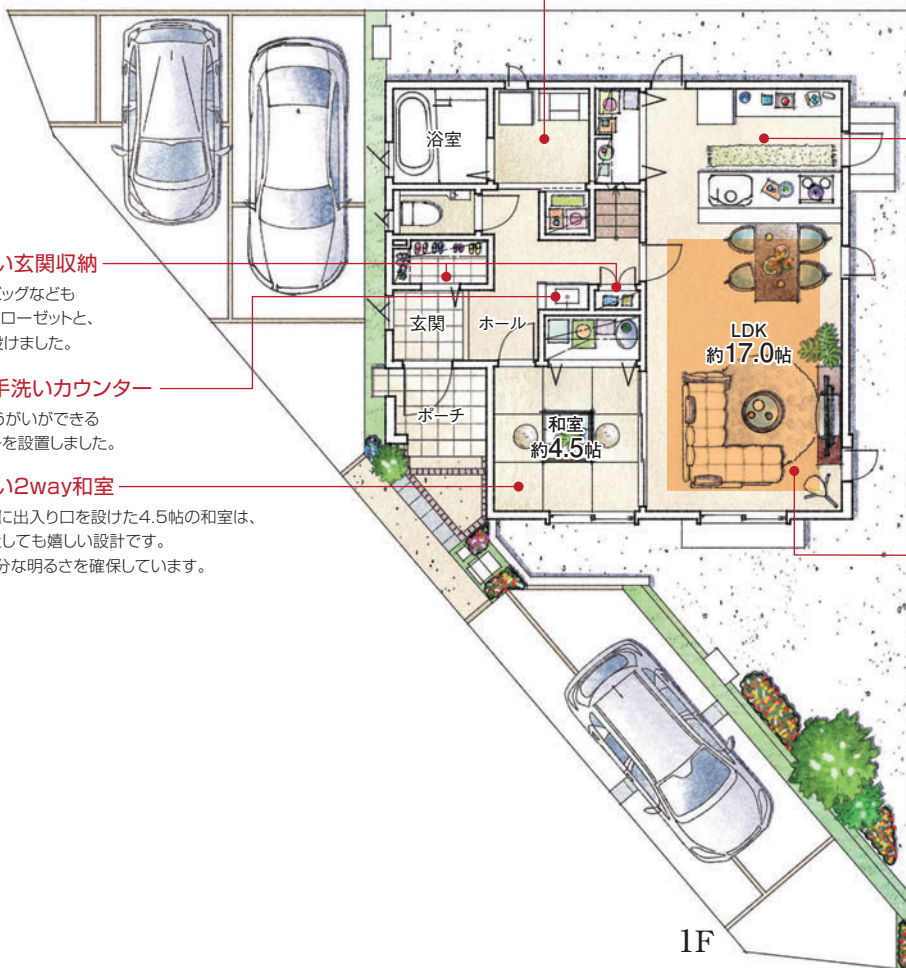 い玄関収納
バッグなども
ローゼットと、
設けました。
手洗いカウンター
うがいができる
を設置しました。
い2way和室
に出入り口を設けた4.5帖の和室は、
しても嬉しい設計です。
分な明るさを確保しています。
浴室
玄関
ホール
ポーチ
和室
約4.5帖
LDK
約17.0帖
1F